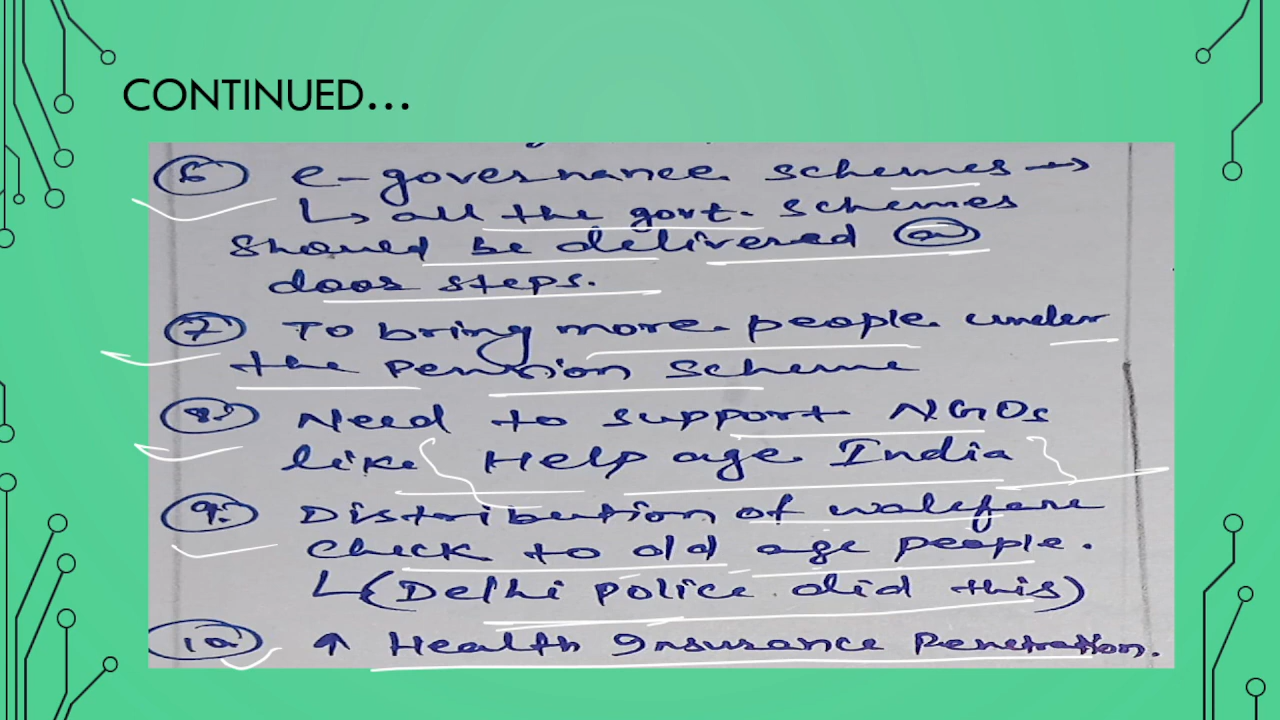 CONTINUED...
6 e-governance schemes →
↳ all the govt. schemes
should be delivered @
door steps.
7 To bring more people under
the Pension Scheme
8. Need to support NGOs
like Help age India
9. Distribution of walefare
check to old age people.
↳ (Delhi police did this)
10 ↑ Health Insurance Penetration.